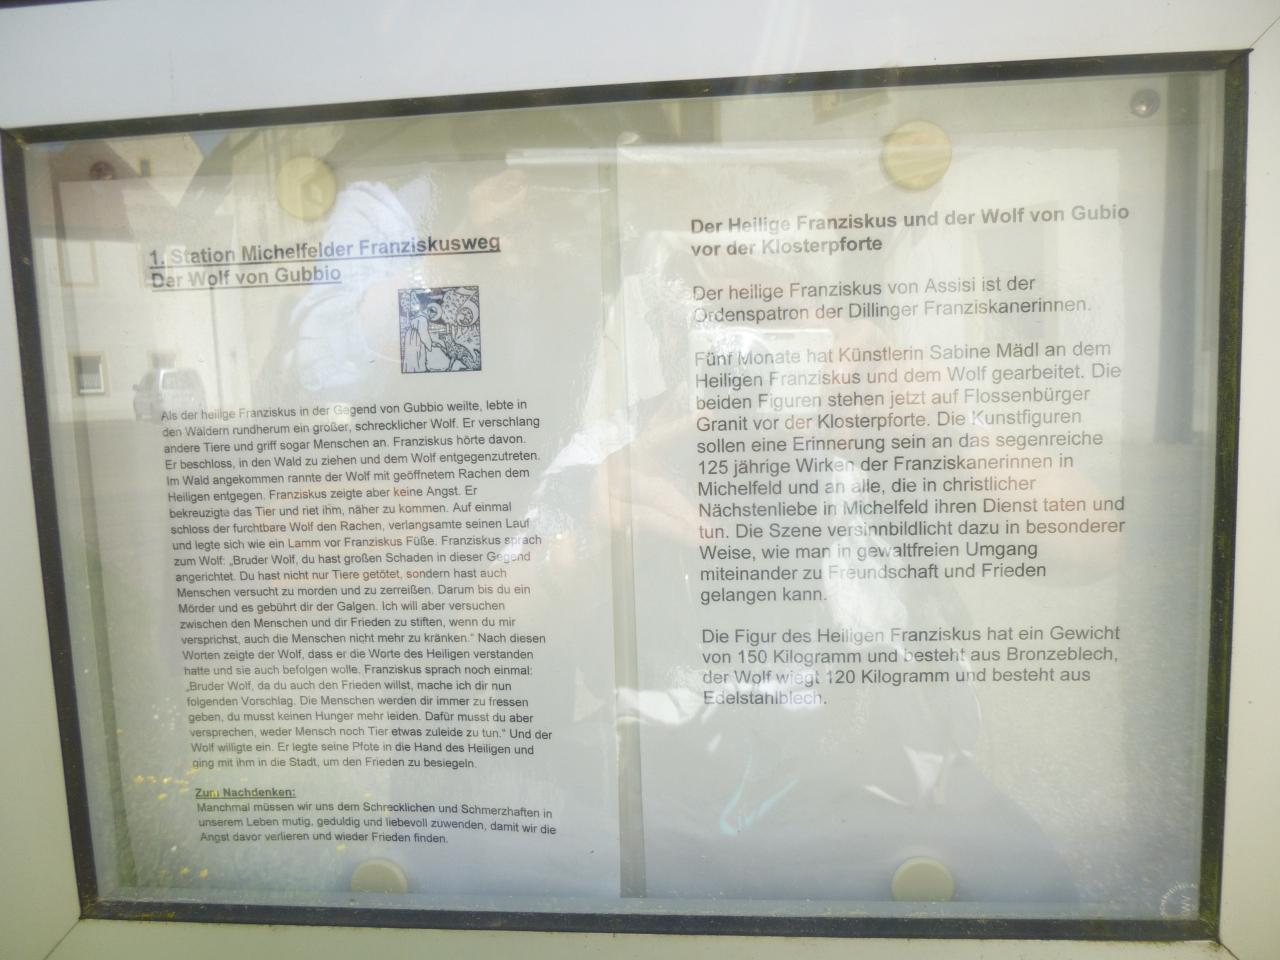 1. Station Michelfelder Franziskusweg
Der Wolf von Gubbio
Als der heilige Franziskus in der Gegend von Gubbio weilte, lebte in
den Wäldern rundherum ein großer, schrecklicher Wolf. Er verschlang
andere Tiere und griff sogar Menschen an. Franziskus hörte davon.
Er beschloss, in den Wald zu ziehen und dem Wolf entgegenzutreten.
Im Wald angekommen rannte der Wolf mit geöffnetem Rachen dem
Heiligen entgegen. Franziskus zeigte aber keine Angst. Er
bekreuzigte das Tier und riet ihm, näher zu kommen. Auf einmal
schloss der furchtbare Wolf den Rachen, verlangsamte seinen Lauf
und legte sich wie ein Lamm vor Franziskus Füße. Franziskus sprach
zum Wolf: „Bruder Wolf, du hast großen Schaden in dieser Gegend
angerichtet. Du hast nicht nur Tiere getötet, sondern hast auch
Menschen versucht zu morden und zu zerreißen. Darum bis du ein
Mörder und es gebührt dir der Galgen. Ich will aber versuchen
zwischen den Menschen und dir Frieden zu stiften, wenn du mir
versprichst, auch die Menschen nicht mehr zu kränken.“ Nach diesen
Worten zeigte der Wolf, dass er die Worte des Heiligen verstanden
hatte und sie auch befolgen wolle. Franziskus sprach noch einmal:
„Bruder Wolf, da du auch den Frieden willst, mache ich dir nun
folgenden Vorschlag. Die Menschen werden dir immer zu fressen
geben, du musst keinen Hunger mehr leiden. Dafür musst du aber
versprechen, weder Mensch noch Tier etwas zuleide zu tun.“ Und der
Wolf willigte ein. Er legte seine Pfote in die Hand des Heiligen und
ging mit ihm in die Stadt, um den Frieden zu besiegeln.
Zum Nachdenken:
Manchmal müssen wir uns dem Schrecklichen und Schmerzhaften in
unserem Leben mutig, geduldig und liebevoll zuwenden, damit wir die
Angst davor verlieren und wieder Frieden finden.
Der Heilige Franziskus und der Wolf von Gubio
vor der Klosterpforte
Der heilige Franziskus von Assisi ist der
Ordenspatron der Dillinger Franziskanerinnen.
Fünf Monate hat Künstlerin Sabine Mädl an dem
Heiligen Franziskus und dem Wolf gearbeitet. Die
beiden Figuren stehen jetzt auf Flossenbürger
Granit vor der Klosterpforte. Die Kunstfiguren
sollen eine Erinnerung sein an das segenreiche
125 jährige Wirken der Franziskanerinnen in
Michelfeld und an alle, die in christlicher
Nächstenliebe in Michelfeld ihren Dienst taten und
tun. Die Szene versinnbildlicht dazu in besonderer
Weise, wie man in gewaltfreien Umgang
miteinander zu Freundschaft und Frieden
gelangen kann.
Die Figur des Heiligen Franziskus hat ein Gewicht
von 150 Kilogramm und besteht aus Bronzeblech,
der Wolf wiegt 120 Kilogramm und besteht aus
Edelstahlblech.